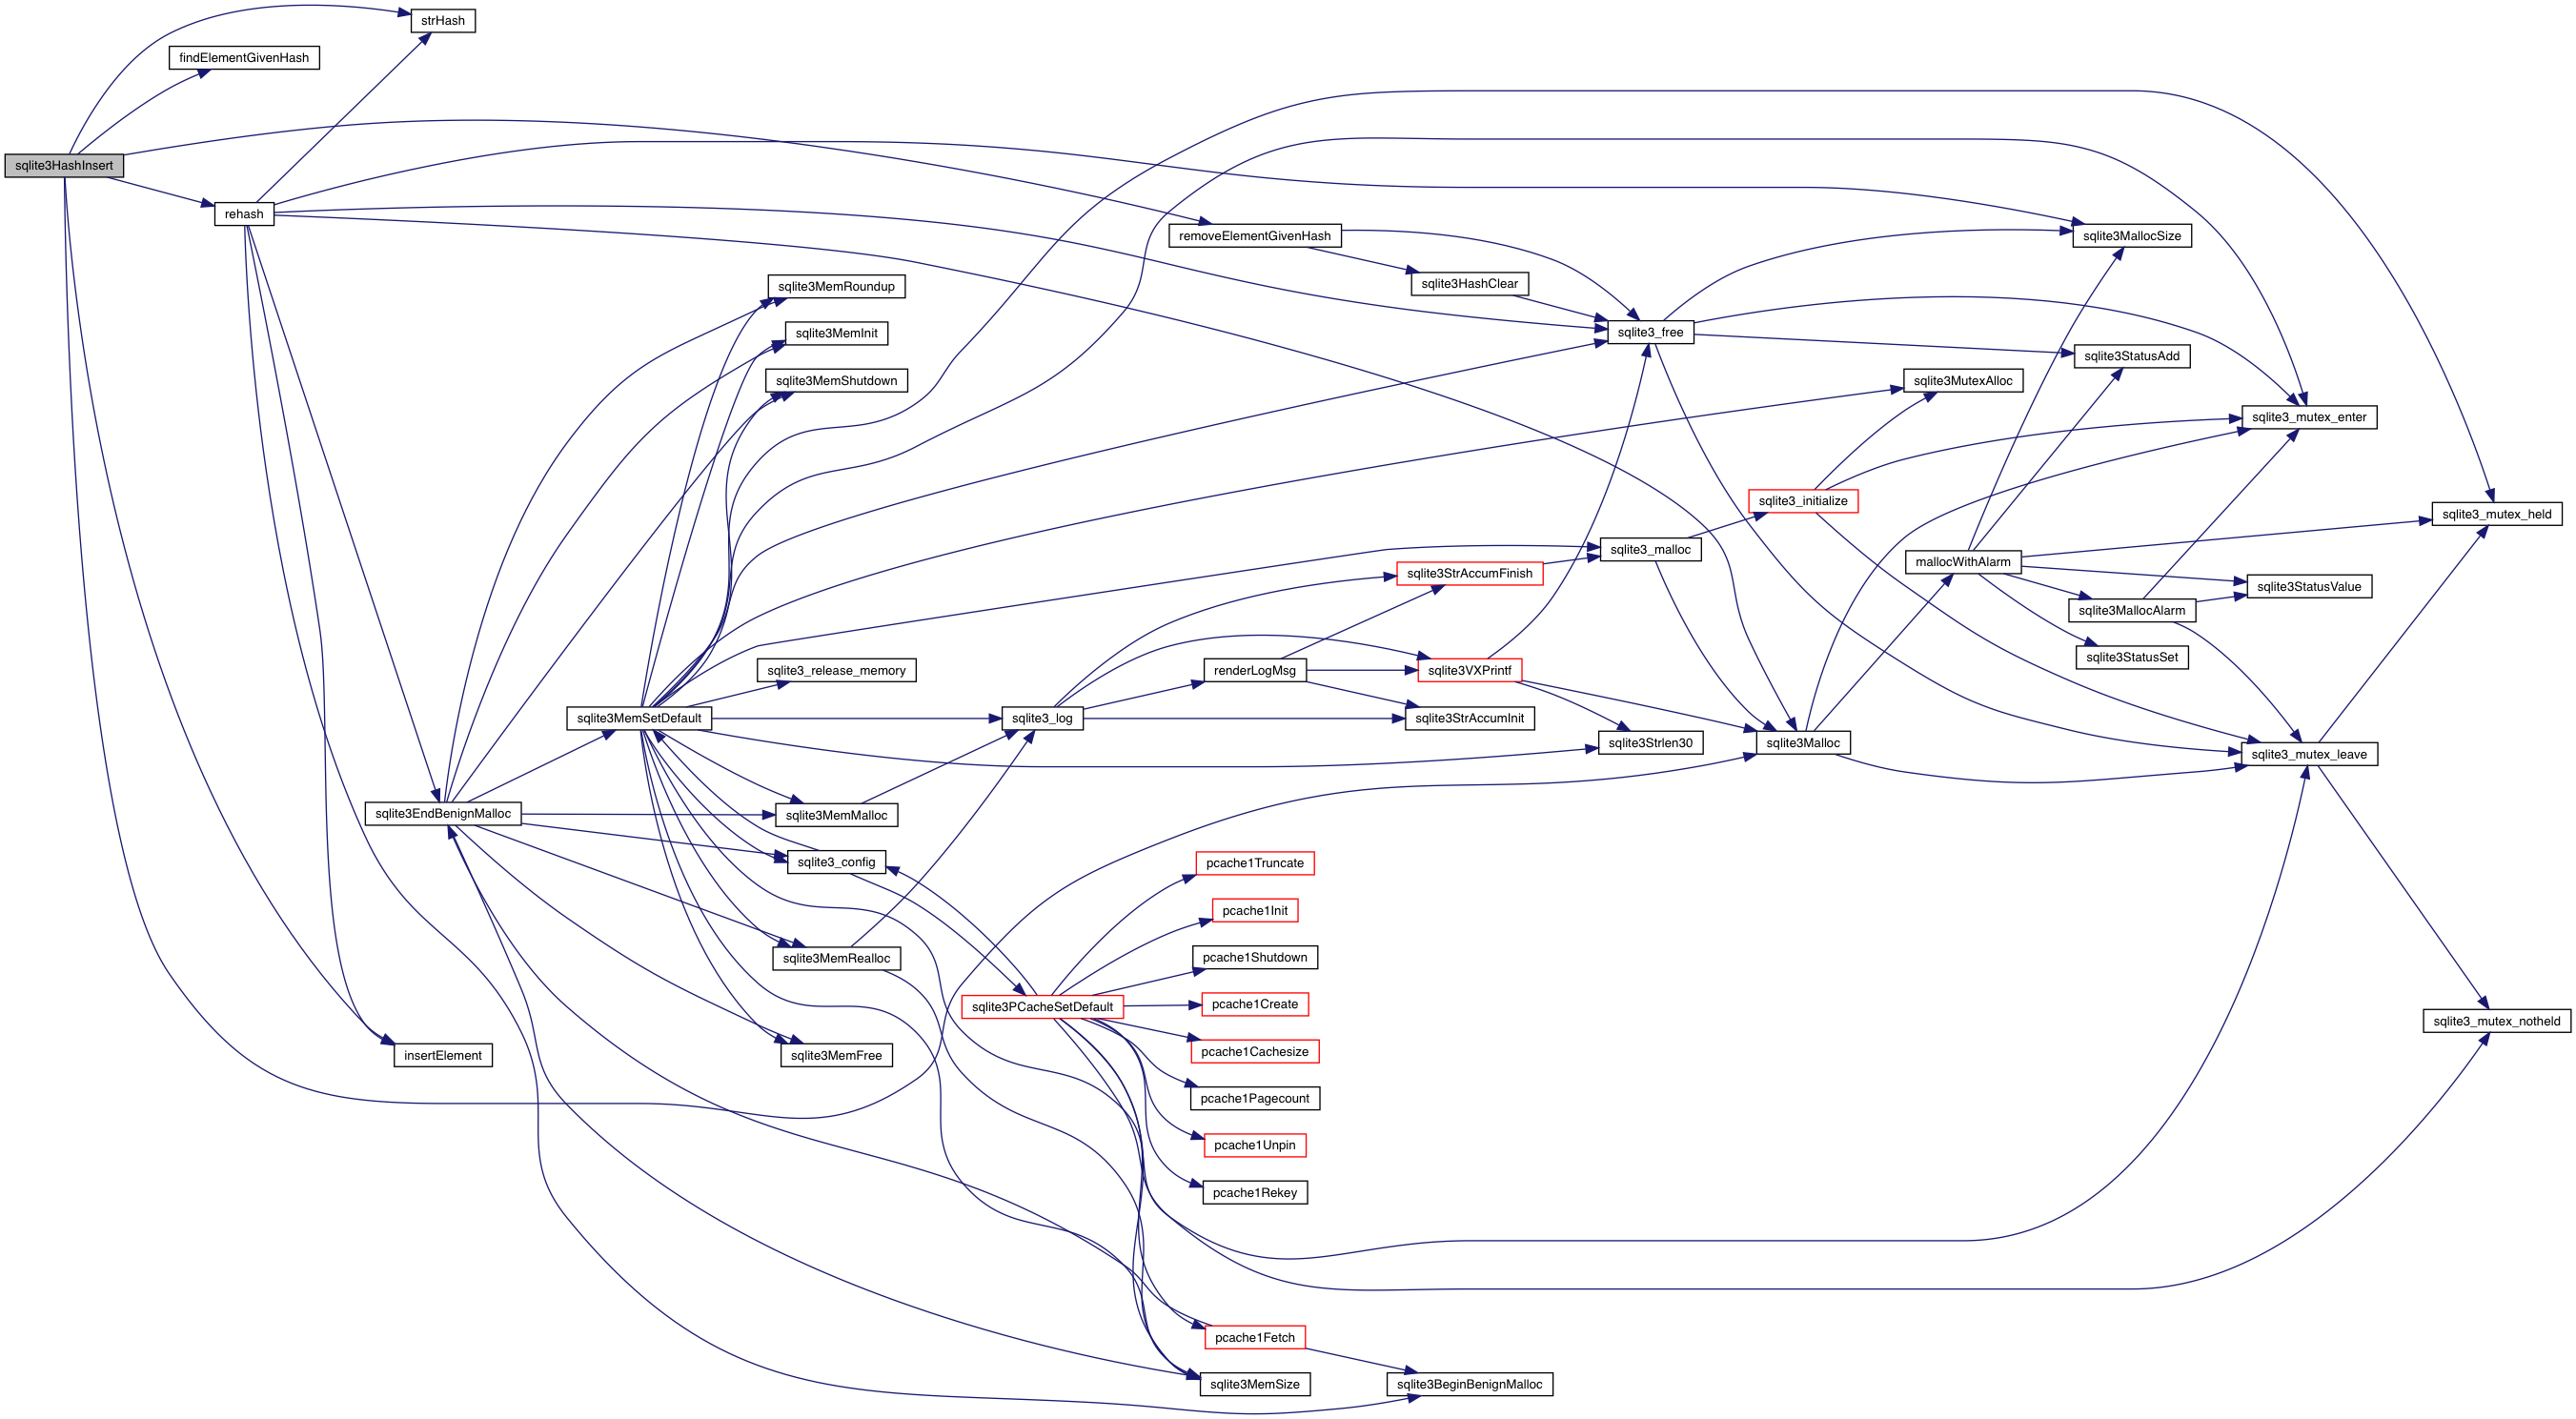 strHash
findElementGivenHash
sqlite3HashInsert
rehash
removeElementGivenHash
sqlite3MallocSize
sqlite3MemRoundup
sqlite3HashClear
sqlite3MemInit
sqlite3_free
sqlite3StatusAdd
sqlite3MemShutdown
sqlite3MutexAlloc
sqlite3_mutex_enter
sqlite3_initialize
sqlite3_mutex_held
sqlite3_malloc
mallocWithAlarm
sqlite3StrAccumFinish
sqlite3StatusValue
sqlite3MallocAlarm
sqlite3StatusSet
sqlite3_release_memory
renderLogMsg
sqlite3VXPrintf
sqlite3MemSetDefault
sqlite3_log
sqlite3StrAccumInit
sqlite3Strlen30
sqlite3Malloc
sqlite3_mutex_leave
sqlite3EndBenignMalloc
sqlite3MemMalloc
sqlite3_config
pcache1Truncate
pcache1Init
sqlite3MemRealloc
pcache1Shutdown
sqlite3PCacheSetDefault
pcache1Create
sqlite3_mutex_notheld
insertElement
sqlite3MemFree
pcache1Cachesize
pcache1Pagecount
pcache1Unpin
pcache1Rekey
pcache1Fetch
sqlite3MemSize
sqlite3BeginBenignMalloc